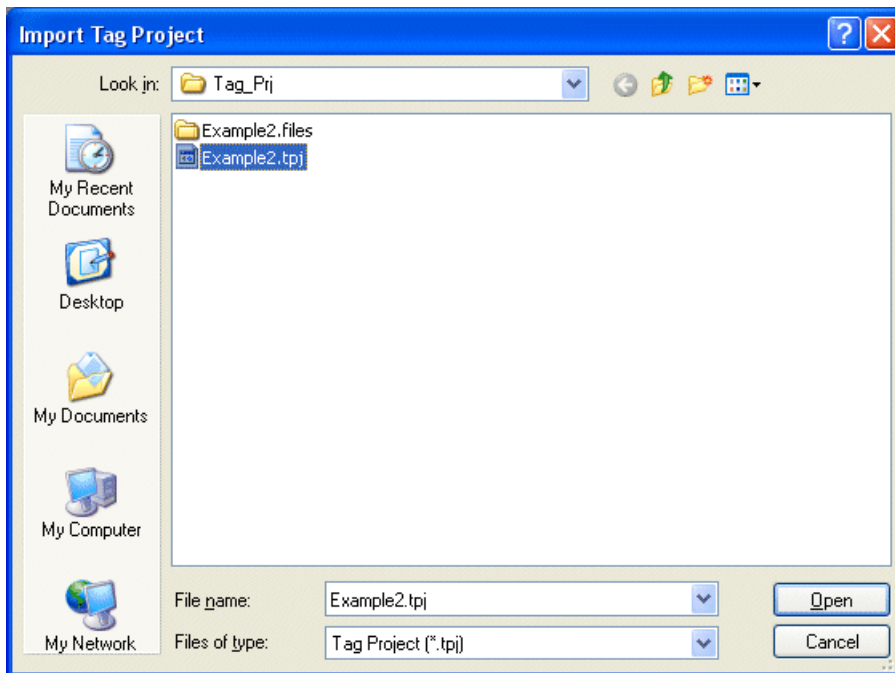 Import Tag Project
Look in:
Tag_Prj
Example2.files
Example2.tpj
My Recent
Documents
Desktop
My Documents
My Computer
My Network
File name:
Example2.tpj
Open
Files of type:
Tag Project (*.tpj)
Cancel